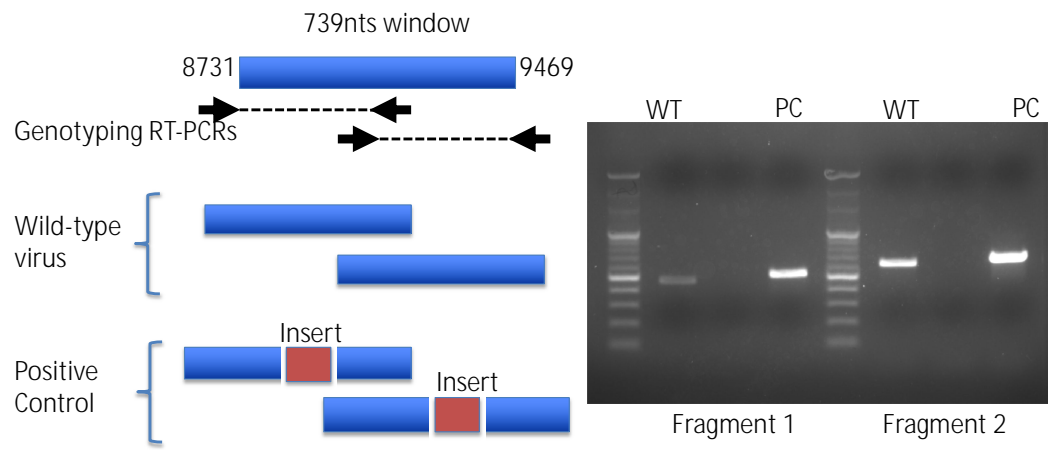 739nts window
8731
9469
Genotyping RT-PCRs
Wild-type
virus
Insert
Positive
Control
Insert
WT
PC
WT
PC
Fragment 1
Fragment 2